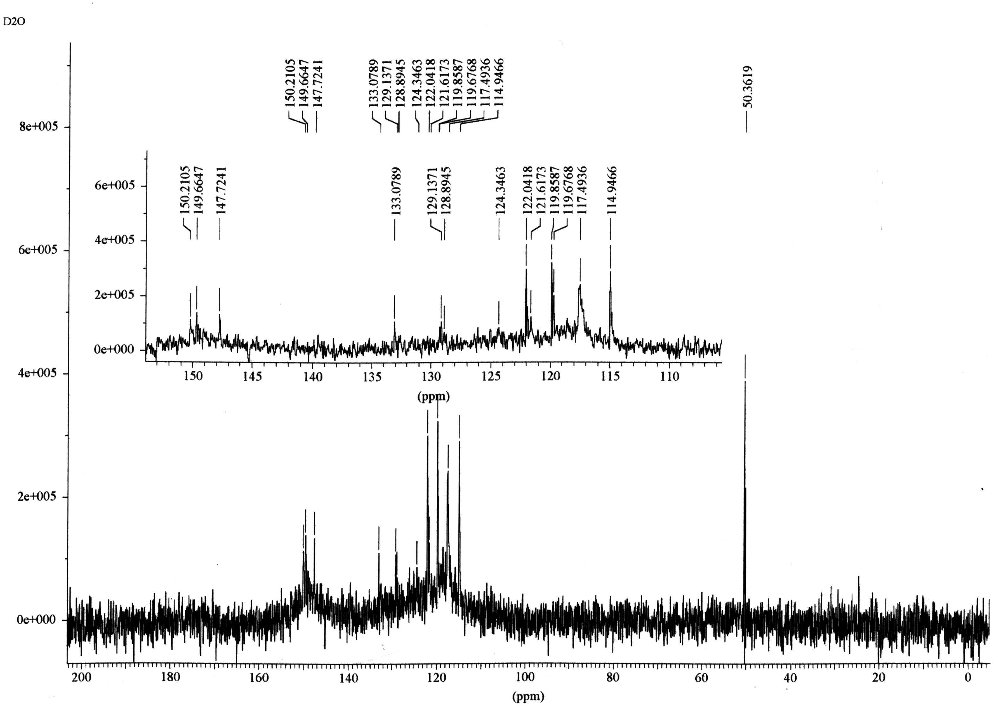 D2O
150.2105
149.6647
147.7241
133.0789
129.1371
128.8945
124.3463
122.0418
121.6173
119.8587
119.6768
117.4936
114.9466
50.3619
8e+005
6e+005
4e+005
2e+005
0e+000
150.2105
149.6647
147.7241
133.0789
129.1371
128.8945
124.3463
122.0418
121.6173
119.8587
119.6768
117.4936
114.9466
6e+005
4e+005
2e+005
0e+000
150 145 140 135 130 125 120 115 110
(ppm)
200 180 160 140 120 100 80 60 40 20 0
(ppm)